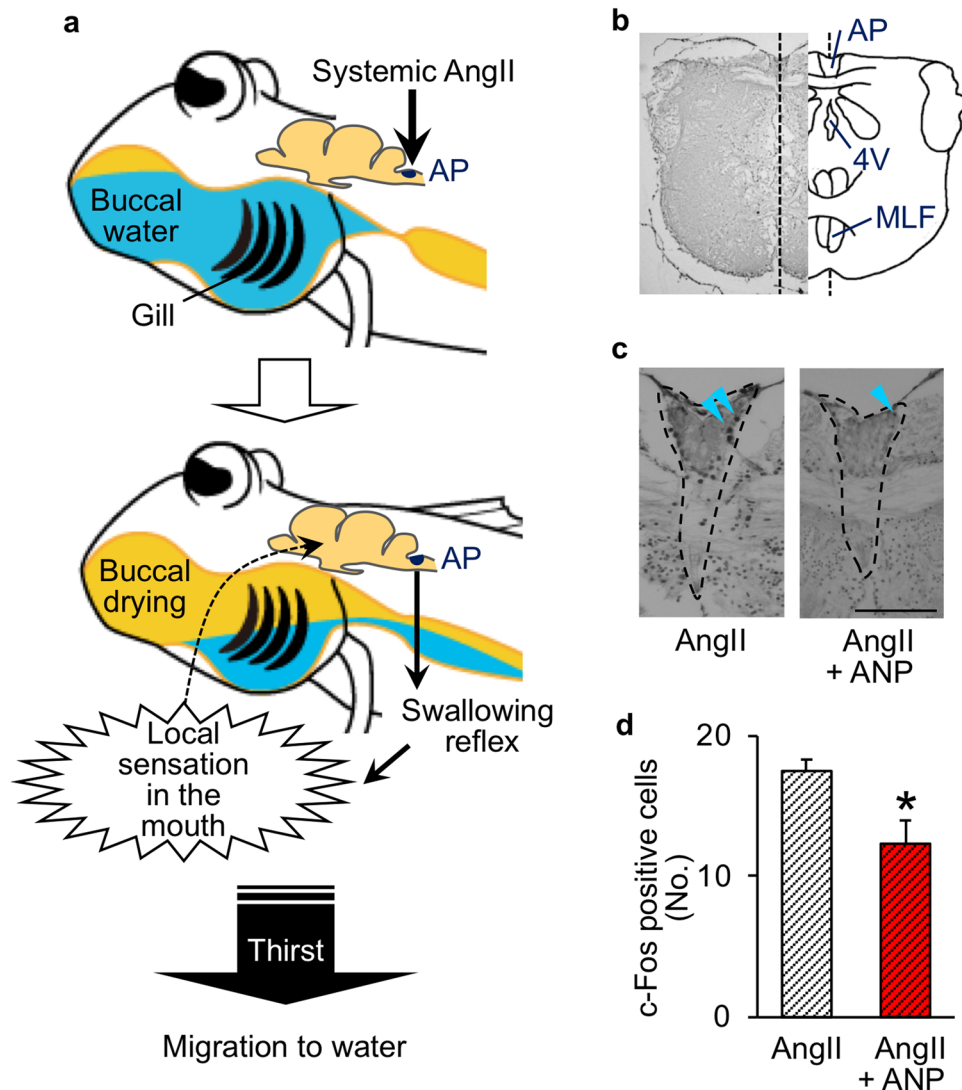 a
Systemic AngII
AP
Buccal
water
Gill
AP
Buccal
drying
Swallowing
reflex
Local
sensation
in the
mouth
Thirst
Migration to water
b
AP
4V
MLF
c
AngII
AngII
+ ANP
d
c-Fos positive cells
(No.)
20
10
0
*
AngII
AngII
+ ANP